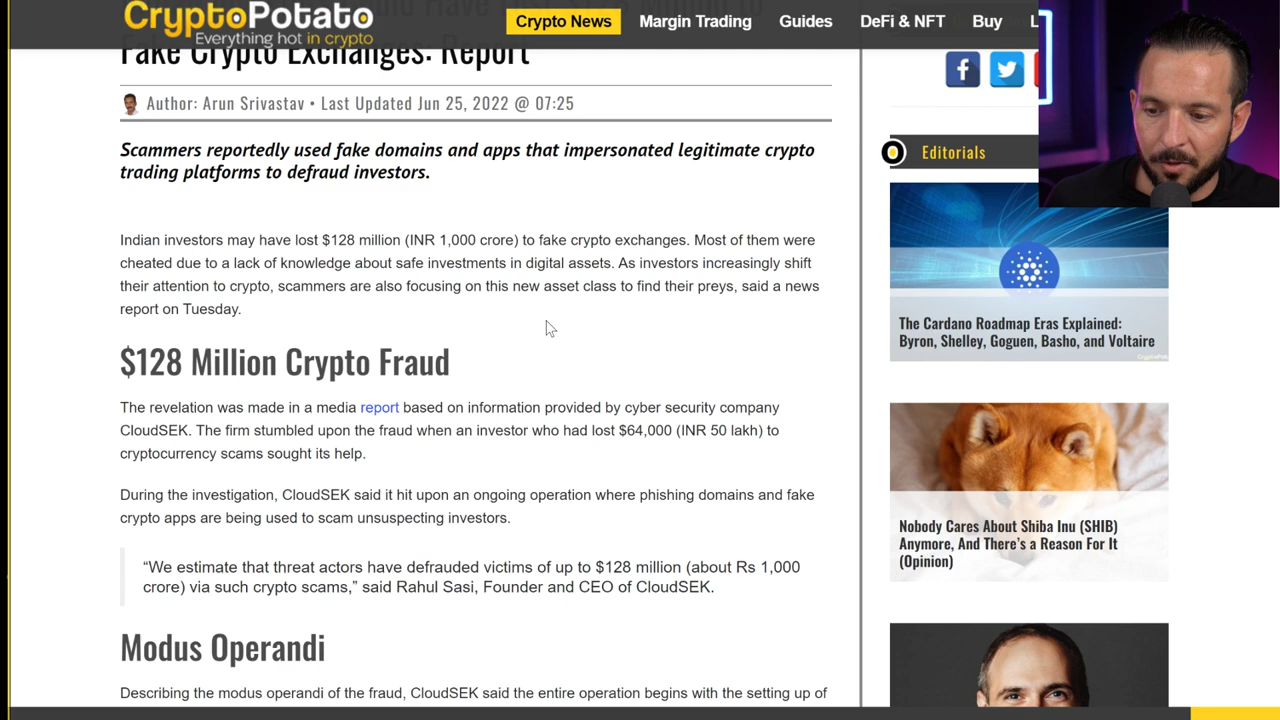 CryptoPotato
Everything hot in crypto
Crypto News
Margin Trading
Guides
DeFi & NFT
Buy
Fake Crypto Exchanges: Report
Author: Arun Srivastav • Last Updated Jun 25, 2022 @ 07:25
Scammers reportedly used fake domains and apps that impersonated legitimate crypto
trading platforms to defraud investors.
Indian investors may have lost $128 million (INR 1,000 crore) to fake crypto exchanges. Most of them were
cheated due to a lack of knowledge about safe investments in digital assets. As investors increasingly shift
their attention to crypto, scammers are also focusing on this new asset class to find their preys, said a news
report on Tuesday.
$128 Million Crypto Fraud
The revelation was made in a media report based on information provided by cyber security company
CloudSEK. The firm stumbled upon the fraud when an investor who had lost $64,000 (INR 50 lakh) to
cryptocurrency scams sought its help.
During the investigation, CloudSEK said it hit upon an ongoing operation where phishing domains and fake
crypto apps are being used to scam unsuspecting investors.
“We estimate that threat actors have defrauded victims of up to $128 million (about Rs 1,000
crore) via such crypto scams,” said Rahul Sasi, Founder and CEO of CloudSEK.
Modus Operandi
Describing the modus operandi of the fraud, CloudSEK said the entire operation begins with the setting up of
Editorials
The Cardano Roadmap Eras Explained:
Byron, Shelley, Goguen, Basho, and Voltaire
Nobody Cares About Shiba Inu (SHIB)
Anymore, And There’s a Reason For It
(Opinion)